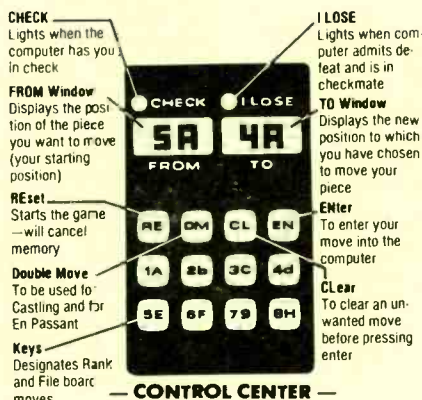 CHECK
Lights when the
computer has you
in check
FROM Window
Displays the posi
tion of the piece
you want to move
(your starting
position)
REset
Starts the game
—will cancel
memory
Double Move
To be used for
Castling and for
En Passant
Keys
Designates Rank
and File board
moves
CHECK I LOSE
5A 4A
FROM TO
RE DM CL EN
1A 2b 3C 4d
5E 6F 79 8H
I LOSE
Lights when com-
puter admits de-
feat and is in
checkmate
TO Window
Displays the new
position to which
you have chosen
to move your
piece
ENter
To enter your
move into the
computer
CLear
To clear an un-
wanted move
before pressing
enter
— CONTROL CENTER —